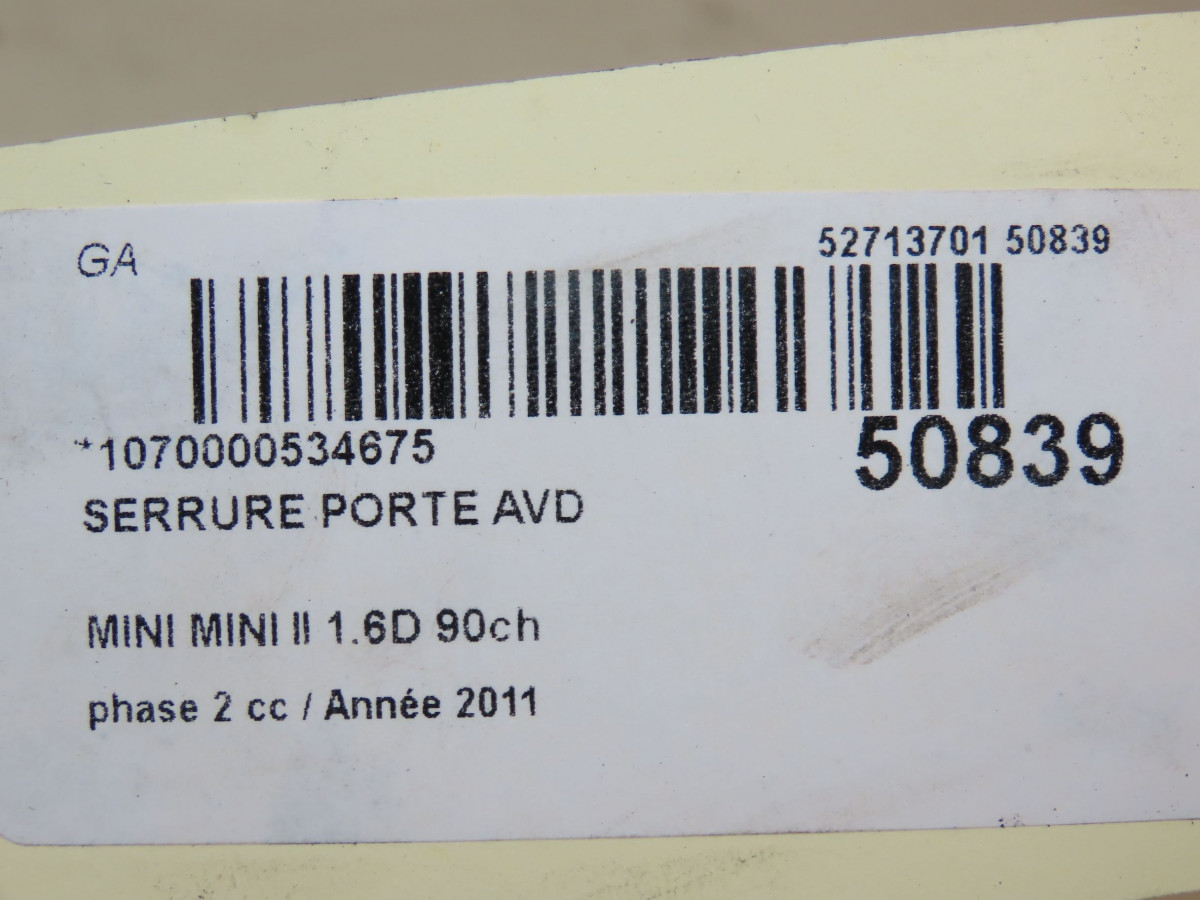 GA
52713701 50839
*1070000534675
50839
SERRURE PORTE AVD
MINI MINI II 1.6D 90ch
phase 2 cc / Année 2011